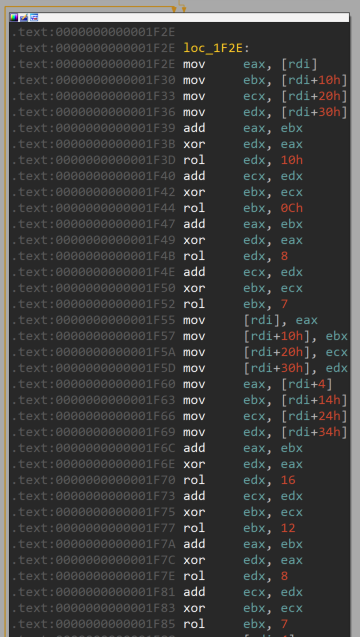 .text:0000000000001F2E
.text:0000000000001F2E loc_1F2E:
.text:0000000000001F2E mov eax, [rdi]
.text:0000000000001F30 mov ebx, [rdi+10h]
.text:0000000000001F33 mov ecx, [rdi+20h]
.text:0000000000001F36 mov edx, [rdi+30h]
.text:0000000000001F39 add eax, ebx
.text:0000000000001F3B xor edx, eax
.text:0000000000001F3D rol edx, 10h
.text:0000000000001F40 add ecx, edx
.text:0000000000001F42 xor ebx, ecx
.text:0000000000001F44 rol ebx, 0Ch
.text:0000000000001F47 add eax, ebx
.text:0000000000001F49 xor edx, eax
.text:0000000000001F4B rol edx, 8
.text:0000000000001F4E add ecx, edx
.text:0000000000001F50 xor ebx, ecx
.text:0000000000001F52 rol ebx, 7
.text:0000000000001F55 mov [rdi], eax
.text:0000000000001F57 mov [rdi+10h], ebx
.text:0000000000001F5A mov [rdi+20h], ecx
.text:0000000000001F5D mov [rdi+30h], edx
.text:0000000000001F60 mov eax, [rdi+4]
.text:0000000000001F63 mov ebx, [rdi+14h]
.text:0000000000001F66 mov ecx, [rdi+24h]
.text:0000000000001F69 mov edx, [rdi+34h]
.text:0000000000001F6C add eax, ebx
.text:0000000000001F6E xor edx, eax
.text:0000000000001F70 rol edx, 16
.text:0000000000001F73 add ecx, edx
.text:0000000000001F75 xor ebx, ecx
.text:0000000000001F77 rol ebx, 12
.text:0000000000001F7A add eax, ebx
.text:0000000000001F7C xor edx, eax
.text:0000000000001F7E rol edx, 8
.text:0000000000001F81 add ecx, edx
.text:0000000000001F83 xor ebx, ecx
.text:0000000000001F85 rol ebx, 7